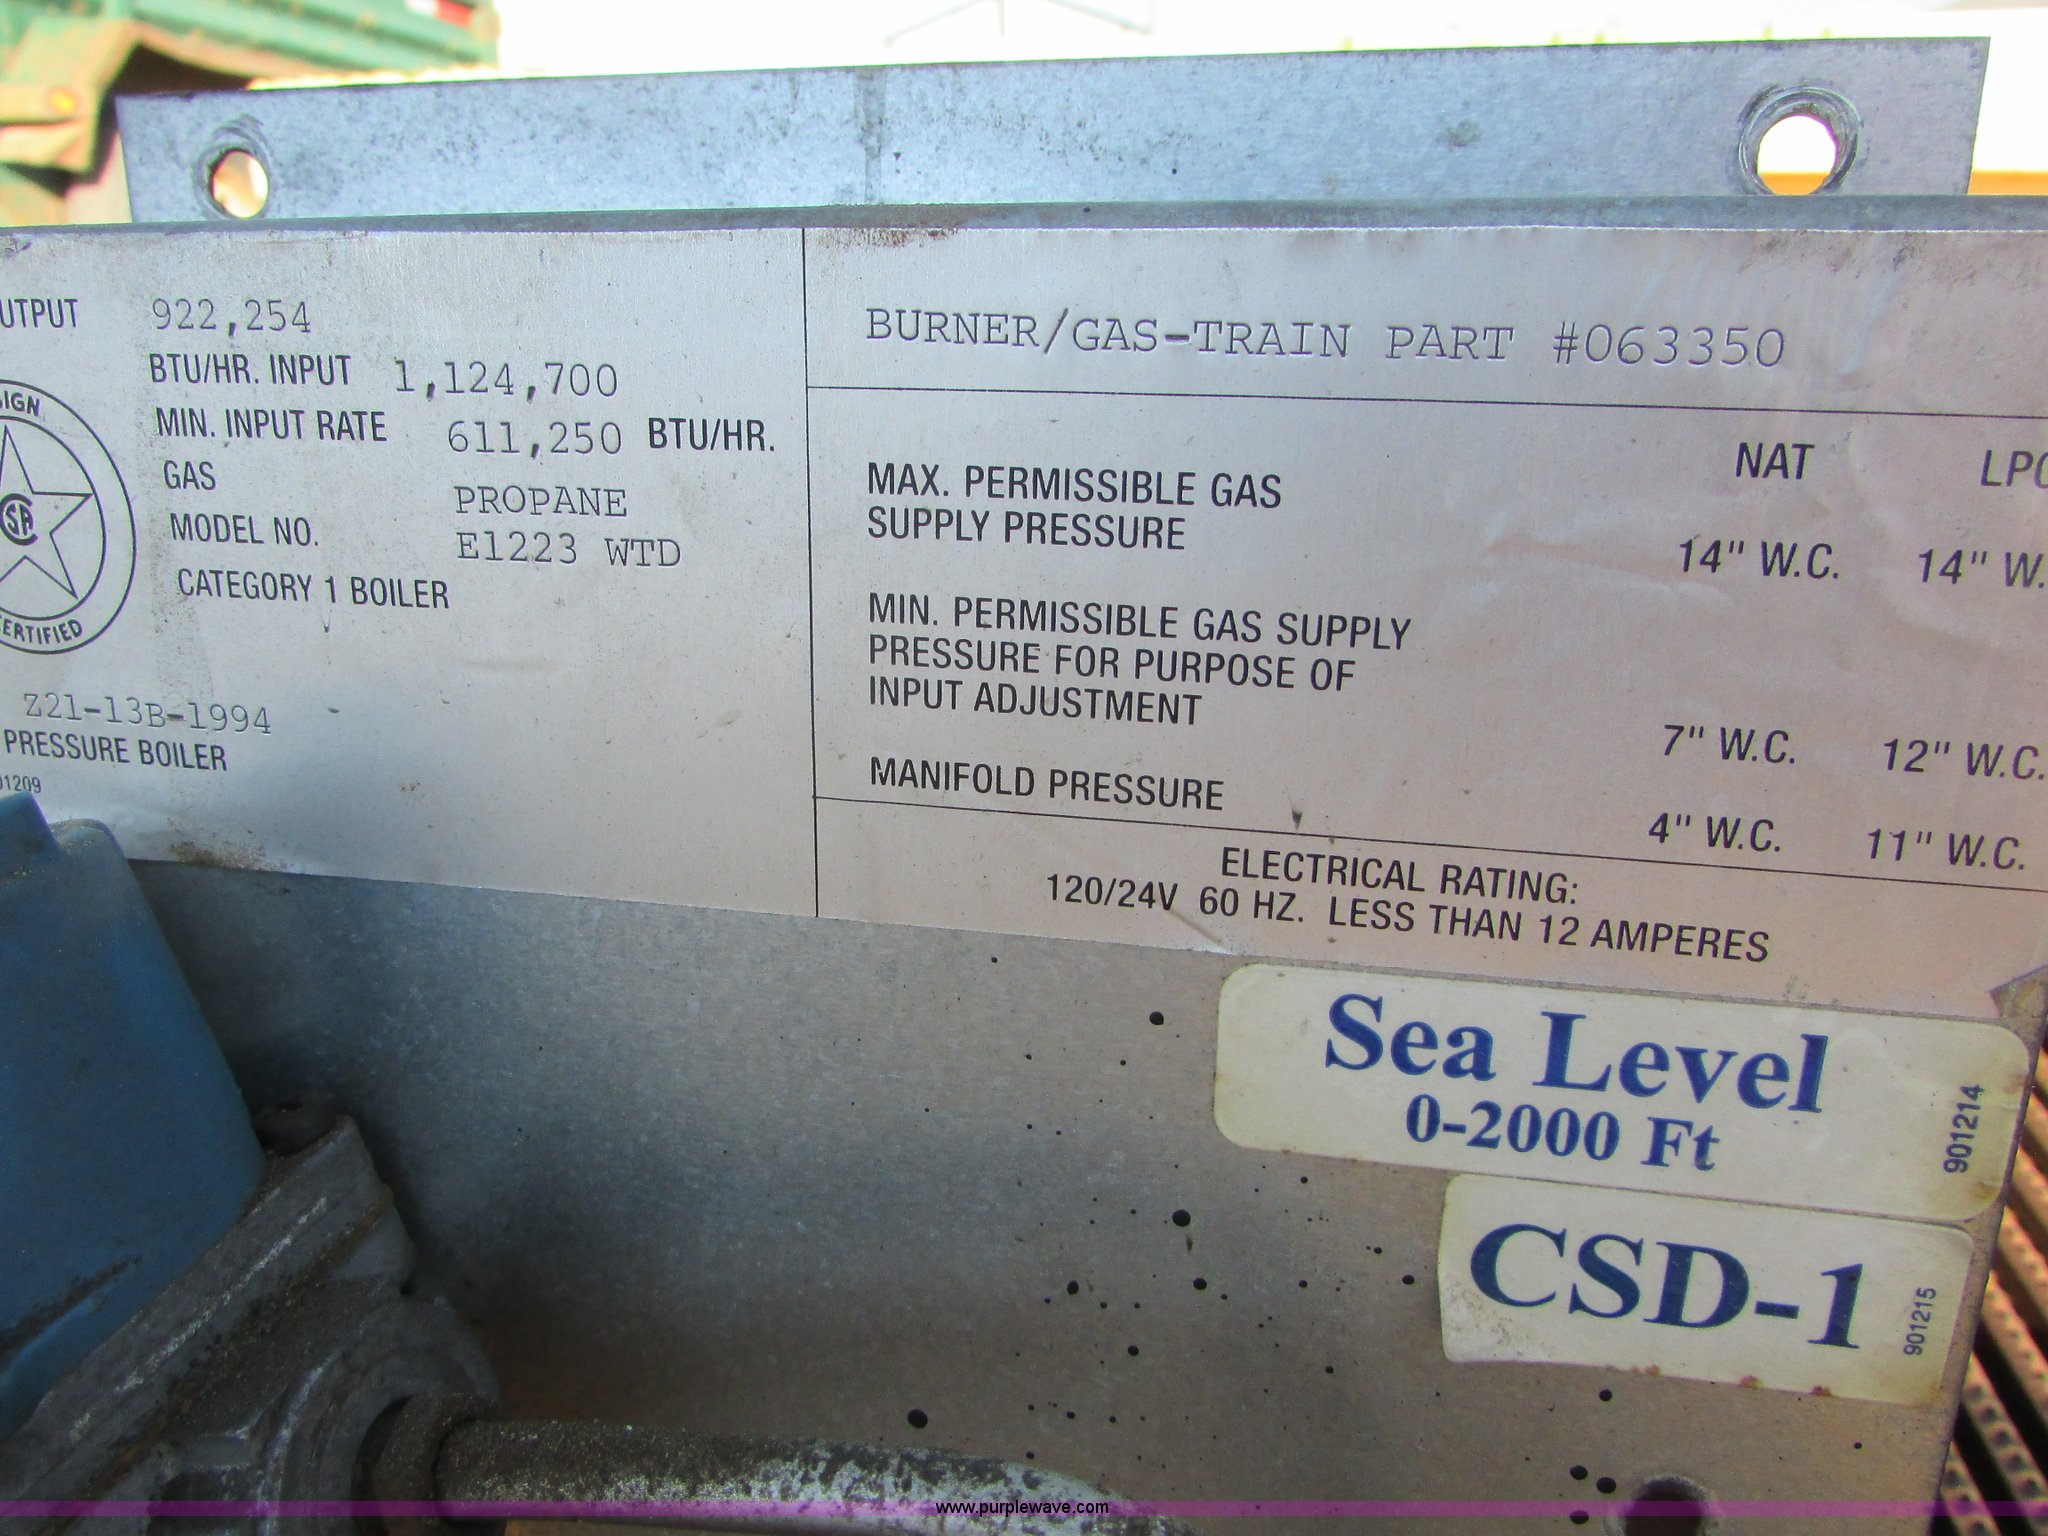 922,254
BTU/HR. INPUT 1,124,700
MIN. INPUT RATE 611,250 BTU/HR.
GAS PROPANE
MODEL NO. E1223 WTD
CATEGORY 1 BOILER
SA
Z21-13B-1994
PRESSURE BOILER
BURNER/GAS-TRAIN PART #063350
NAT
MAX. PERMISSIBLE GAS
SUPPLY PRESSURE 14" W.C. 14"
MIN. PERMISSIBLE GAS SUPPLY
PRESSURE FOR PURPOSE OF
INPUT ADJUSTMENT 7" W.C. 12" W.C.
MANIFOLD PRESSURE 4" W.C. 11" W.C.
ELECTRICAL RATING:
120/24V 60 HZ. LESS THAN 12 AMPERES
Sea Level
0-2000 Ft
901214
CSD-1
901215
www.purplewave.com